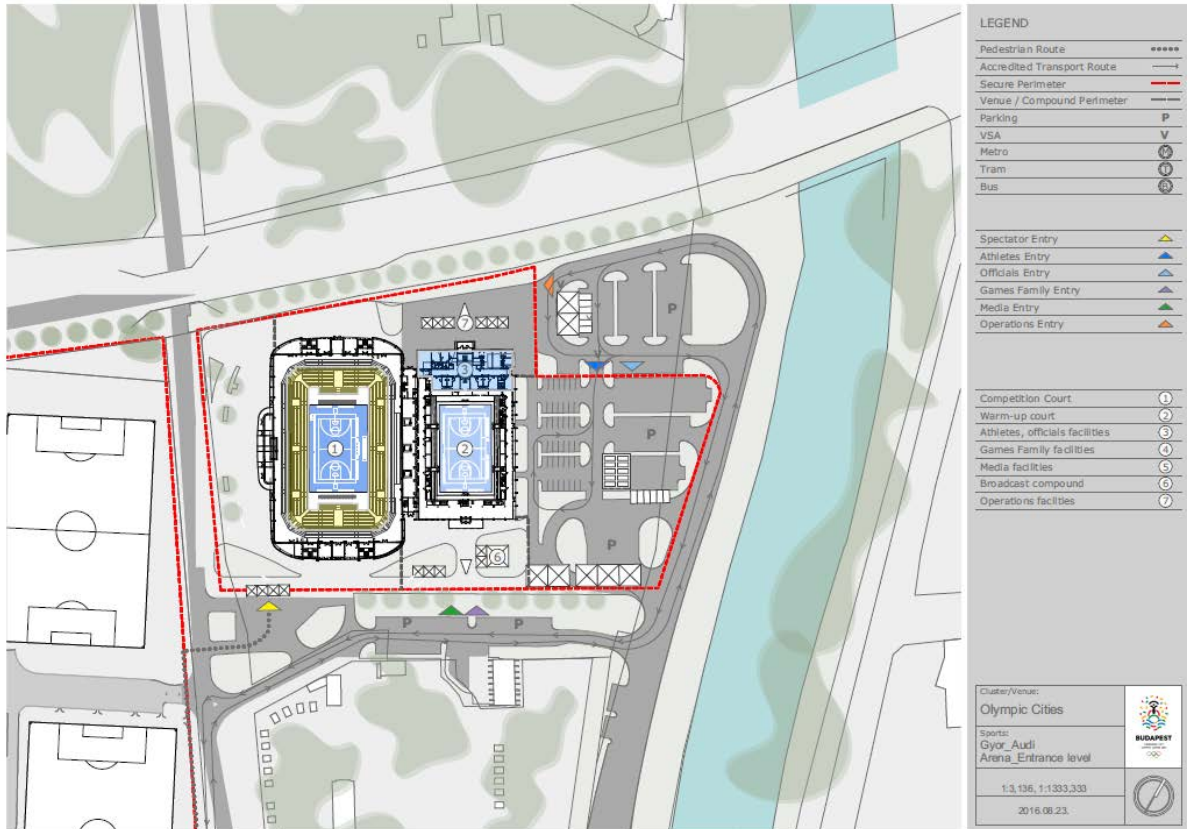 LEGEND
Pedestrian Route
Accredited Transport Route
Secure Perimeter
Venue / Compound Perimeter
Parking P
VSA V
Metro M
Tram T
Bus B
Spectator Entry
Athletes Entry
Officials Entry
Games Family Entry
Media Entry
Operations Entry
Competition Court 1
Warm-up court 2
Athletes, officials facilities 3
Games Family facilities 4
Media facilities 5
Broadcast compound 6
Operations facilties 7
Cluster/Venue:
Olympic Cities
Sports:
Gyor_Audi
Arena_Entrance level
1:3,136, 1:1333,333
2016.08.23.
BUDAPEST
V
7
P
P
3
V
1
2
P
6
P
P
P